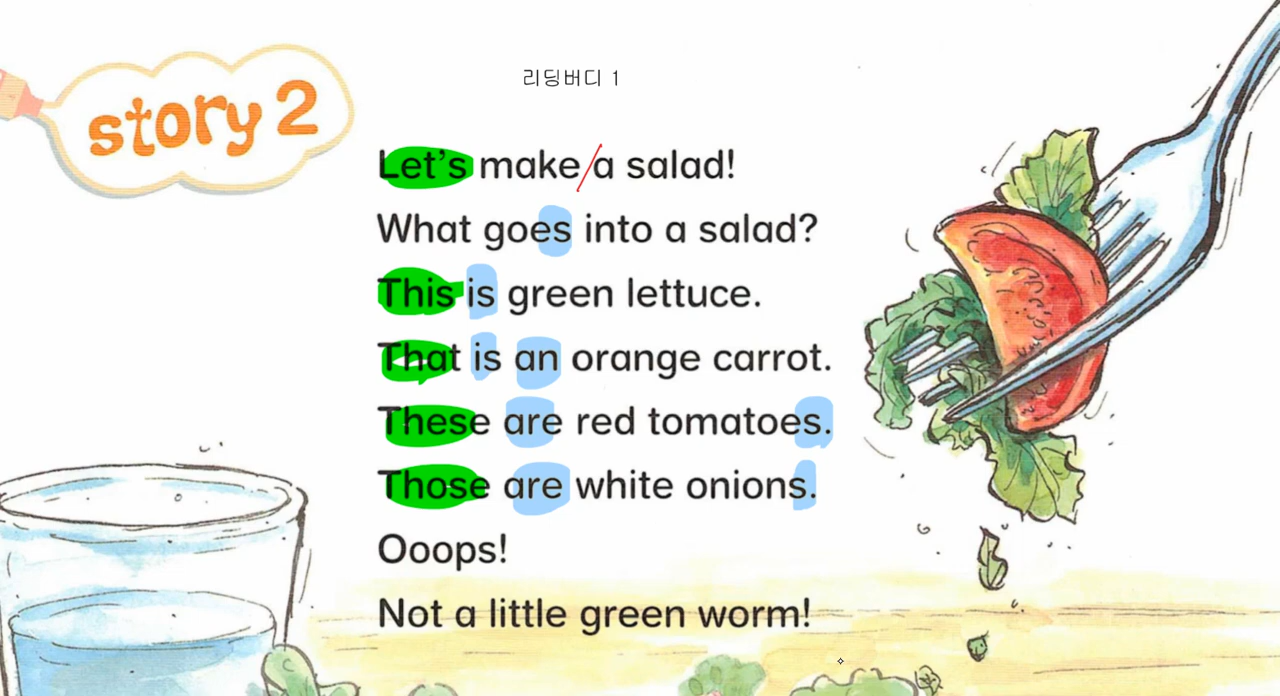 story 2
리딩버디 1
Let's make a salad!
What goes into a salad?
This is green lettuce.
That is an orange carrot.
These are red tomatoes.
Those are white onions.
Ooops!
Not a little green worm!